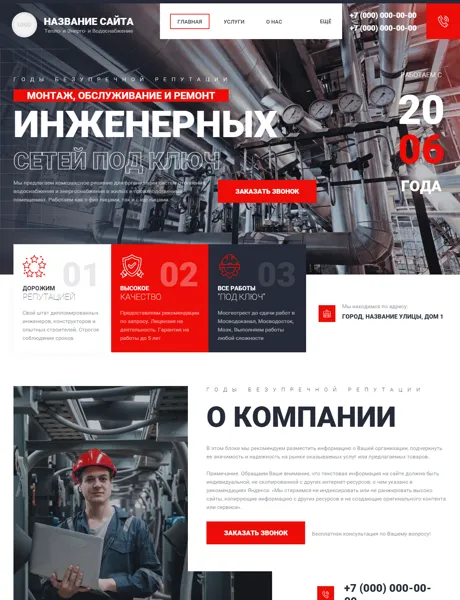 НАЗВАНИЕ САЙТА
Тепло- и Энерго- и Водоснабжение
ГЛАВНАЯ
УСЛУГИ
О НАС
ЕЩЁ
+7 (000) 000-00-00
+7 (000) 000-00-00
ГОДЫ БЕЗУПРЕЧНОЙ РЕПУТАЦИИ
РАБОТАЕМ С
МОНТАЖ, ОБСЛУЖИВАНИЕ И РЕМОНТ
ИНЖЕНЕРНЫХ
СЕТЕЙ ПОД КЛЮЧ
20
06
ГОДА
Мы предлагаем комплексное решение для организации систем отопления,
водоснабжения и энергоснабжения в жилых и производственных
помещениях. Работаем как с физ лицами, так и с юр. лицами.
ЗАКАЗАТЬ ЗВОНОК
01
ДОРОЖИМ
РЕПУТАЦИЕЙ
Свой штат дипломированных
инженеров, конструкторов и
опытных строителей. Строгое
соблюдение сроков
02
ВЫСОКОЕ
КАЧЕСТВО
Предоставляем рекомендации
по запросу. Лицензия на
деятельность. Гарантия на
работы до 5 лет
03
ВСЕ РАБОТЫ
"ПОД КЛЮЧ"
Мосгостехст до сдачи работ в
Мосводоканал, Мосводосток,
Моэк. Выполняем работы
любой сложности
Мы находимся по адресу:
ГОРОД, НАЗВАНИЕ УЛИЦЫ, ДОМ 1
ГОДЫ БЕЗУПРЕЧНОЙ РЕПУТАЦИИ
О КОМПАНИИ
В этом блоке мы рекомендуем разместить информацию о Вашей организации, подчеркнуть
ее значимость и надежность на рынке оказываемых услуг или предлагаемых товаров.
Примечание. Обращаем Ваше внимание, что текстовая информация на сайте должна быть
индивидуальной, не скопированной с других интернет-ресурсов, о чем указано в
рекомендациях Яндекса: «Мы стараемся не индексировать или не ранжировать высоко
сайты, копирующие информацию с других ресурсов и не создающие оригинального контента
или сервиса».
ЗАКАЗАТЬ ЗВОНОК
Бесплатная консультация по Вашему вопросу!
+7 (000) 000-00-
00